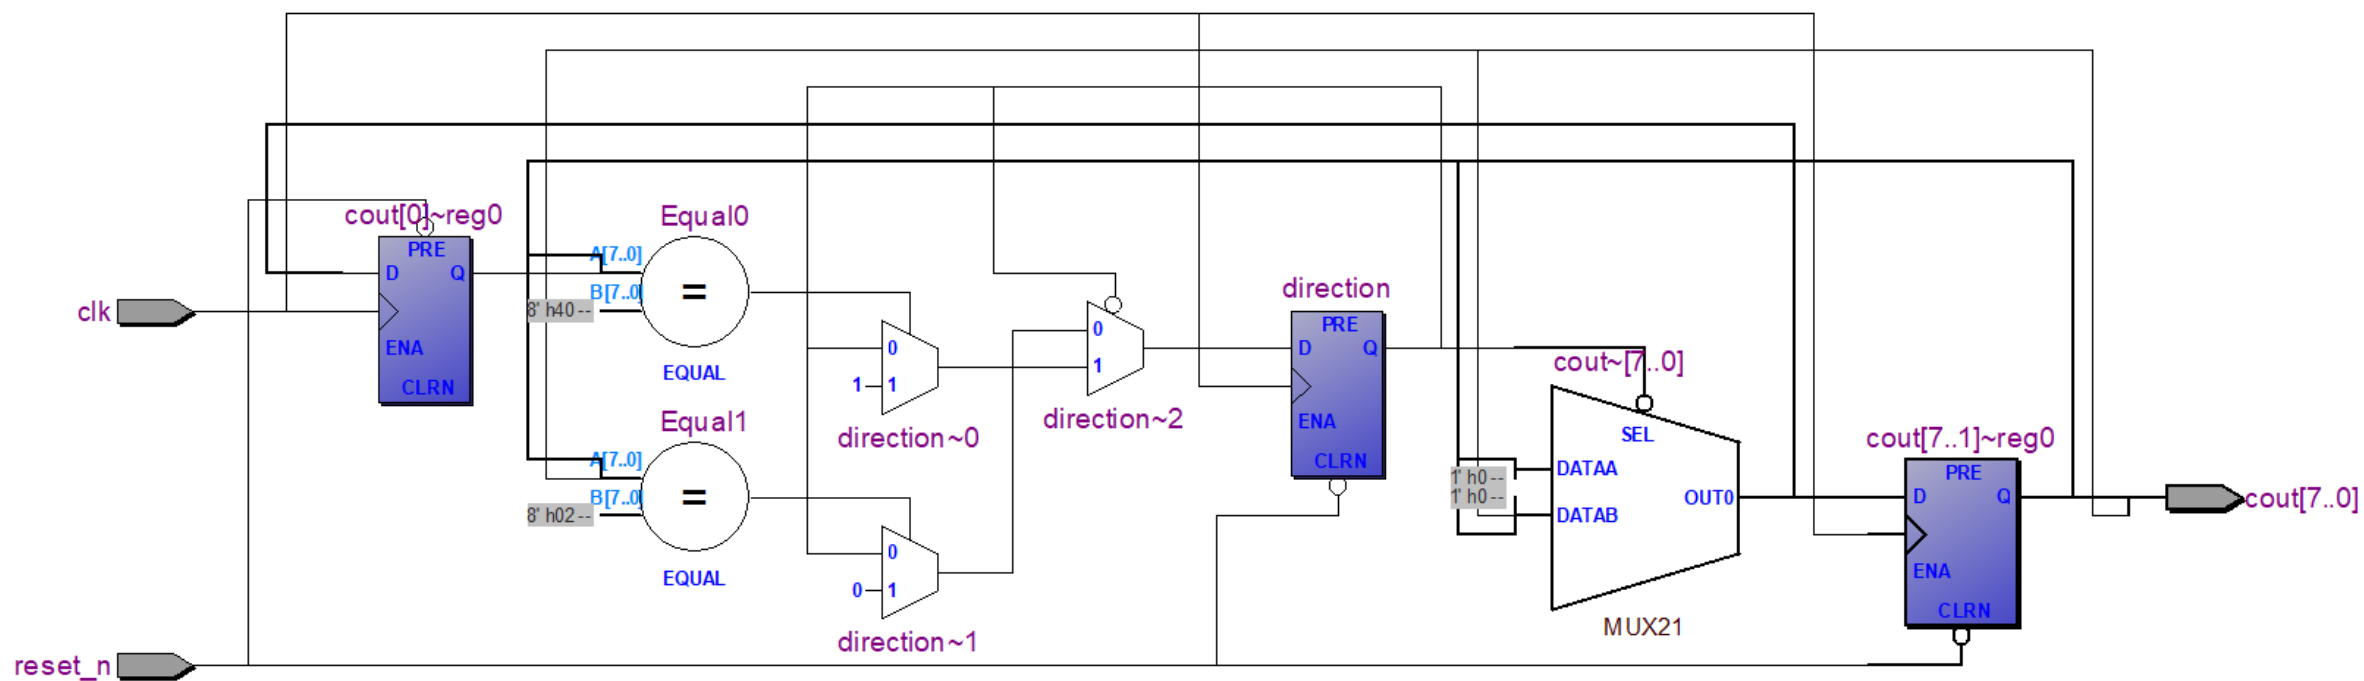 clk
reset_n
cout[0]~reg0
PRE
D
Q
ENA
CLRN
Equal0
A[7..0]
B[7..0]
8' h40 --
=
EQUAL
Equal1
A[7..0]
B[7..0]
8' h02 --
=
EQUAL
0
1
1
direction~0
0
0
1
direction~1
0
1
direction~2
direction
PRE
D
Q
ENA
CLRN
cout~[7..0]
SEL
1' h0 --
1' h0 --
DATAA
DATAB
OUT0
MUX21
cout[7..1]~reg0
PRE
D
Q
ENA
CLRN
cout[7..0]